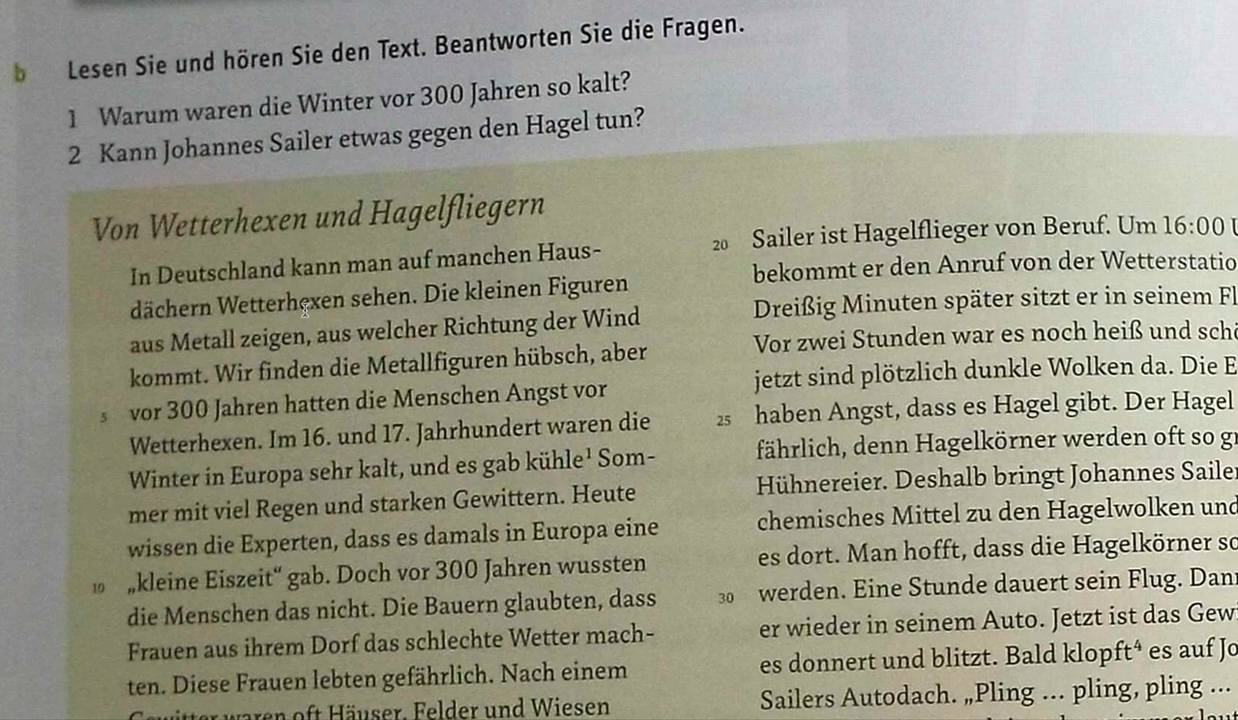 b Lesen Sie und hören Sie den Text. Beantworten Sie die Fragen.
1 Warum waren die Winter vor 300 Jahren so kalt?
2 Kann Johannes Sailer etwas gegen den Hagel tun?
Von Wetterhexen und Hagelfliegern
In Deutschland kann man auf manchen Haus-
dächern Wetterhexen sehen. Die kleinen Figuren
aus Metall zeigen, aus welcher Richtung der Wind
kommt. Wir finden die Metallfiguren hübsch, aber
5 vor 300 Jahren hatten die Menschen Angst vor
Wetterhexen. Im 16. und 17. Jahrhundert waren die
Winter in Europa sehr kalt, und es gab kühle¹ Som-
mer mit viel Regen und starken Gewittern. Heute
wissen die Experten, dass es damals in Europa eine
10 „kleine Eiszeit“ gab. Doch vor 300 Jahren wussten
die Menschen das nicht. Die Bauern glaubten, dass
Frauen aus ihrem Dorf das schlechte Wetter mach-
ten. Diese Frauen lebten gefährlich. Nach einem
Gewitter waren oft Häuser, Felder und Wiesen
20 Sailer ist Hagelflieger von Beruf. Um 16:00 U
bekommt er den Anruf von der Wetterstatio
Dreißig Minuten später sitzt er in seinem Fl
Vor zwei Stunden war es noch heiß und schö
jetzt sind plötzlich dunkle Wolken da. Die E
25 haben Angst, dass es Hagel gibt. Der Hagel
fährlich, denn Hagelkörner werden oft so gr
Hühnereier. Deshalb bringt Johannes Sailer
chemisches Mittel zu den Hagelwolken und
es dort. Man hofft, dass die Hagelkörner so
30 werden. Eine Stunde dauert sein Flug. Dann
er wieder in seinem Auto. Jetzt ist das Gew
es donnert und blitzt. Bald klopft⁴ es auf Jo
Sailers Autodach. „Pling ... pling, pling ...